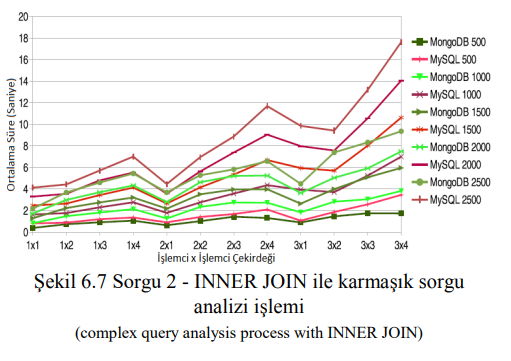 20
18
16
14
12
10
8
6
4
2
0
Ortalama Süre (Saniye)
1x1 1x2 1x3 1x4 2x1 2x2 2x3 2x4 3x1 3x2 3x3 3x4
İşlemci x İşlemci Çekirdeği
MongoDB 500
MySQL 500
MongoDB 1000
MySQL 1000
MongoDB 1500
MySQL 1500
MongoDB 2000
MySQL 2000
MongoDB 2500
MySQL 2500
Şekil 6.7 Sorgu 2 - INNER JOIN ile karmaşık sorgu
analizi işlemi
(complex query analysis process with INNER JOIN)